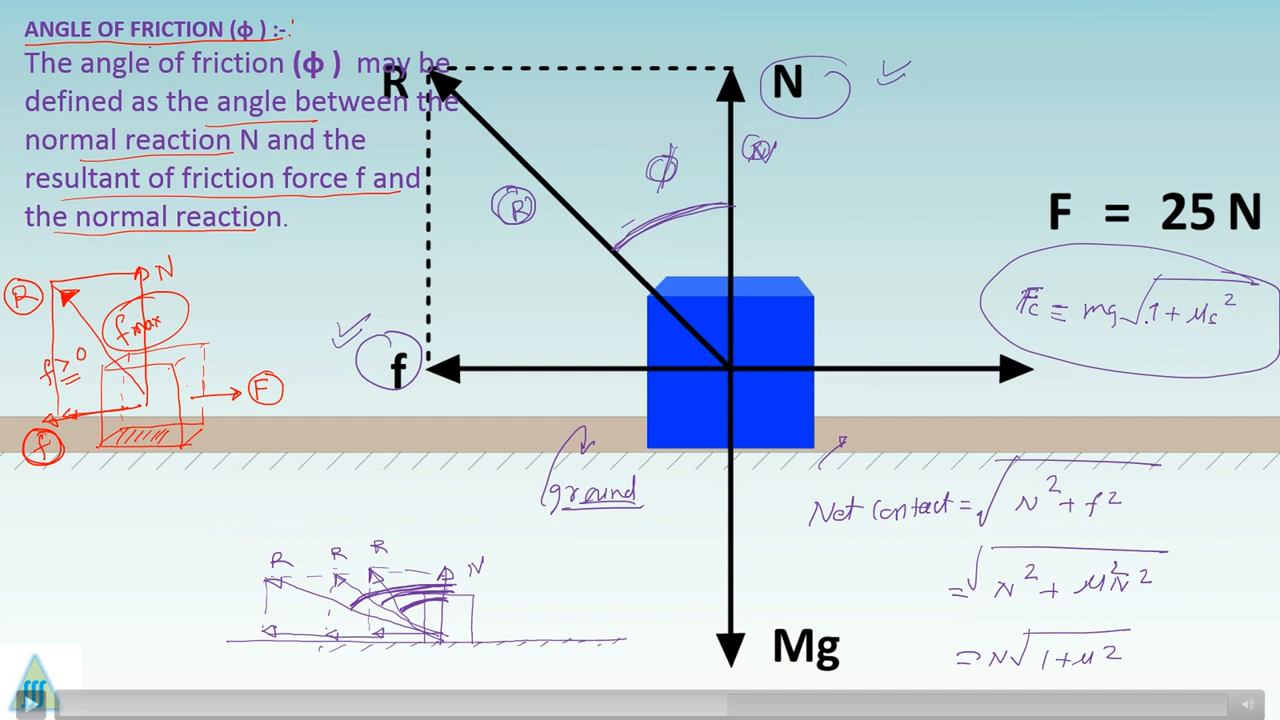 ANGLE OF FRICTION (ϕ) :-
The angle of friction (ϕ) may be
defined as the angle between the
normal reaction N and the
resultant of friction force f and
the normal reaction.
R
N
ϕ
(N)
R
F = 25 N
Fc = mg√1 + μs²
f
R
N
fmax
f ≥ 0
F
f
ground
Net contact = √N² + f²
= √N² + μ²N²
= N√1+μ²
R R R N
Mg